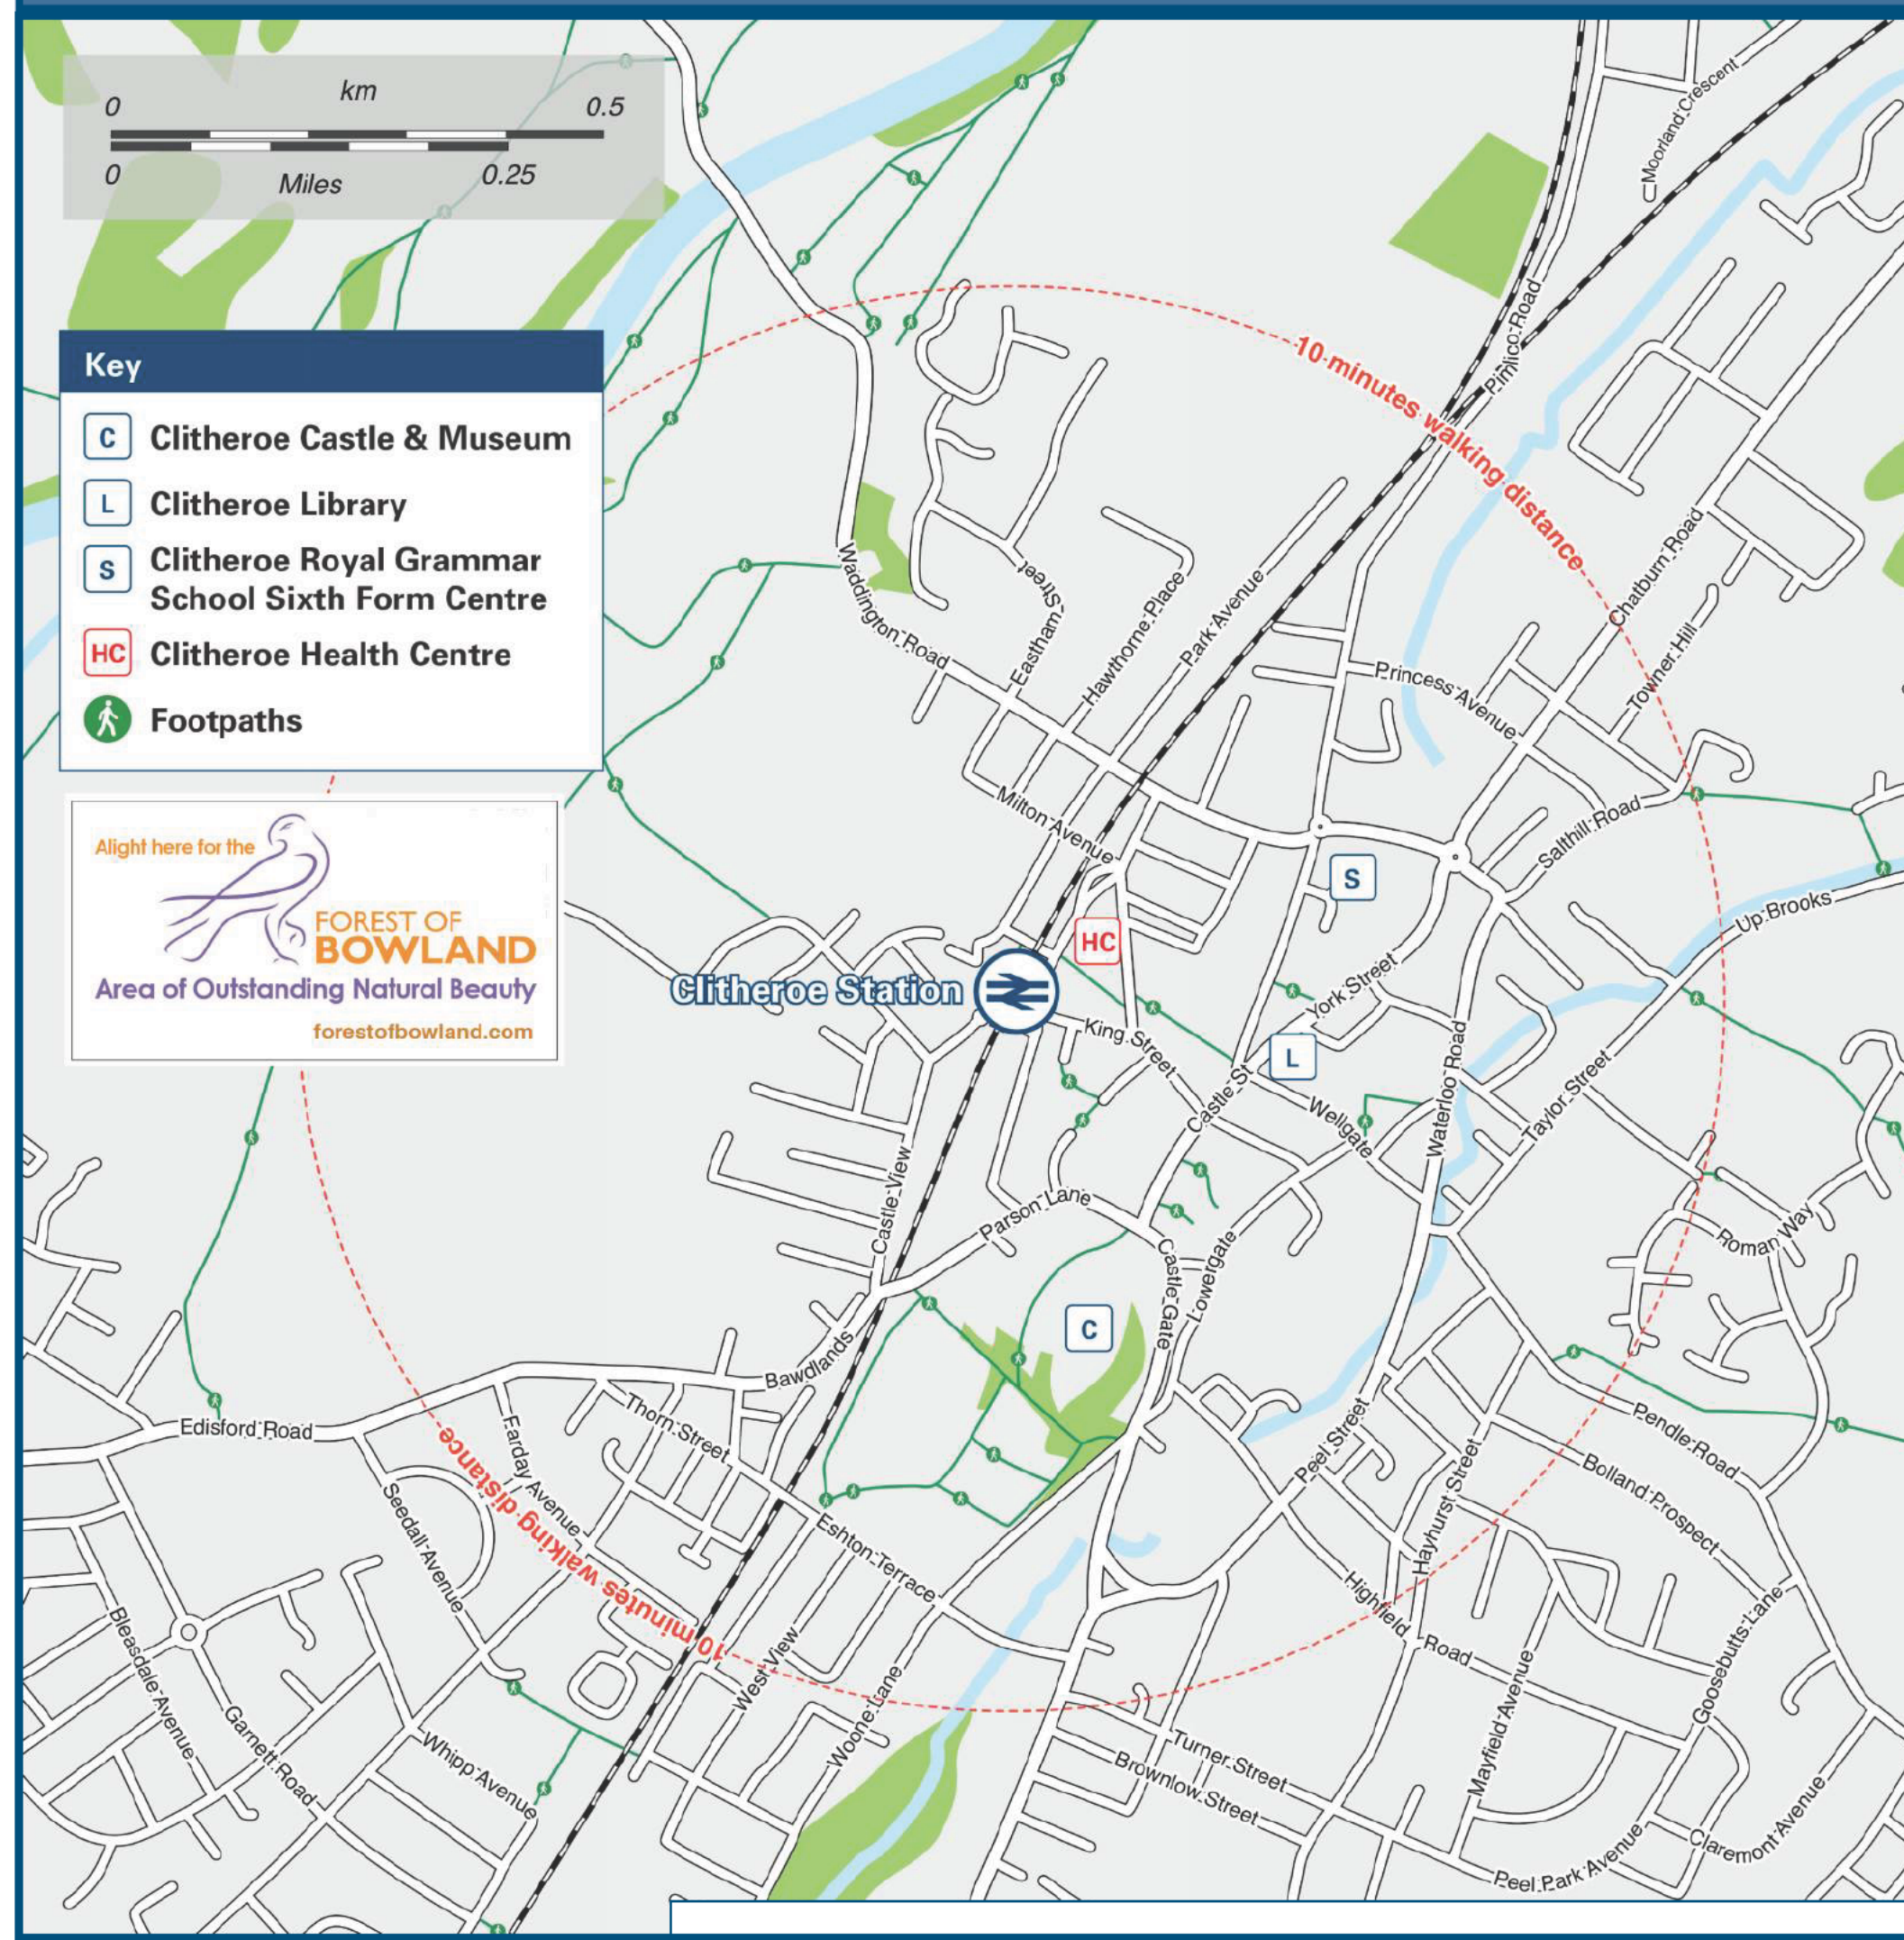 km
0 0.5
0 0.25
Miles
Key
C Clitheroe Castle & Museum
L Clitheroe Library
S Clitheroe Royal Grammar
School Sixth Form Centre
HC Clitheroe Health Centre
Footpaths
Alight here for the
FOREST OF
BOWLAND
Area of Outstanding Natural Beauty
forestofbowland.com
Moorland Crescent
Pimlico Road
10 minutes walking distance
Chatburn Road
Waddington Road
Eastham Street
Hawthorne Place
Park Avenue
Princess Avenue
Towner Hill
Milton Avenue
Salthill Road
S
Up Brooks
HC
Clitheroe Station
York Street
King Street
L
Castle St
Wellgate
Waterloo Road
Taylor Street
Castle View
Parson Lane
Roman Way
Castle Gate
Lowergate
C
Bawdlands
Thorn Street
Edisford Road
Farday Avenue
Peel Street
Pendle Road
Bolland Prospect
Hayhurst Street
Seedall Avenue
10 minutes walking distance
Eshton Terrace
Highfield Road
Goosebutts Lane
Bleasdale Avenue
West View
Woone Lane
Mayfield Avenue
Garnett Road
Whipp Avenue
Turner Street
Brownlow Street
Claremont Avenue
Peel Park Avenue